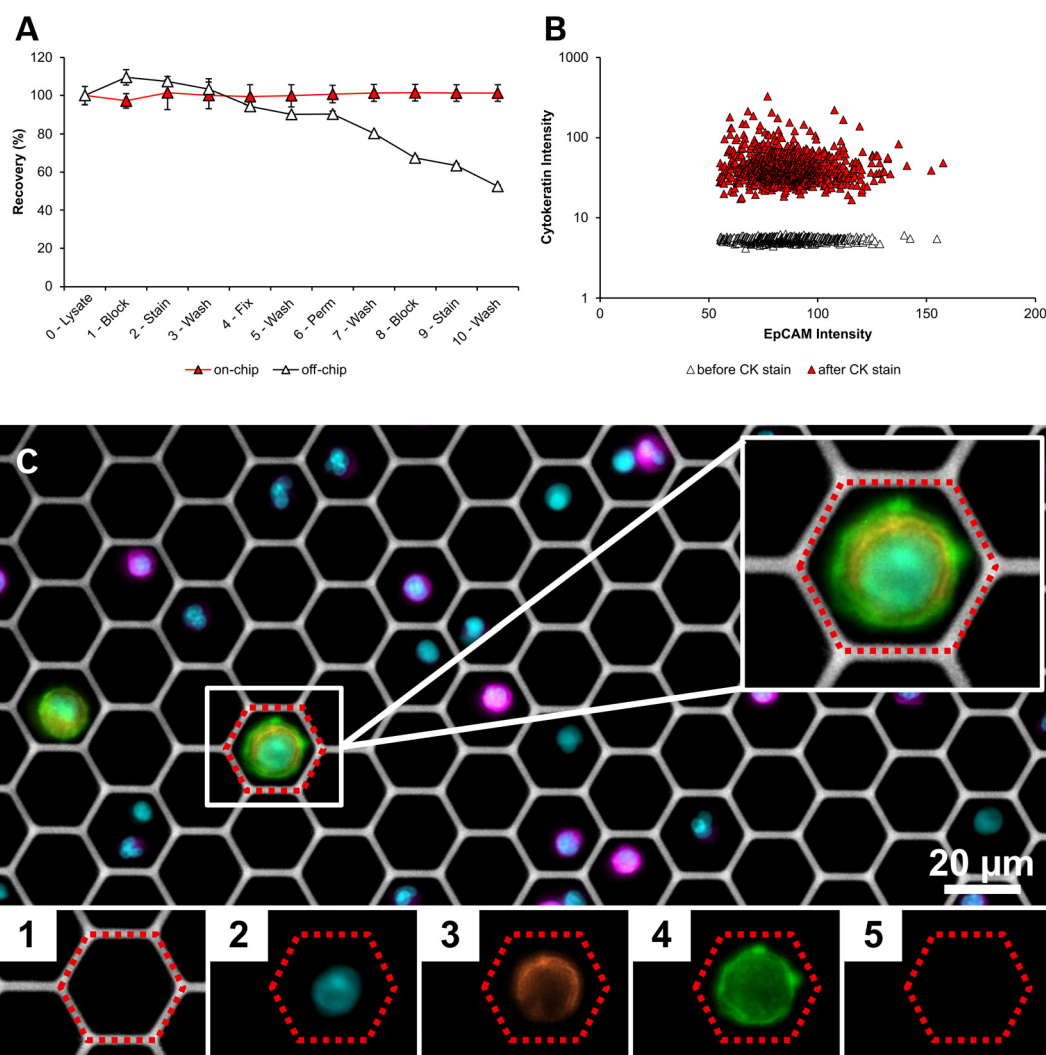 A
120
100
80
60
40
20
0
Recovery (%)
0 - Lysate
1 - Block
2 - Stain
3 - Wash
4 - Fix
5 - Wash
6 - Perm
7 - Wash
8 - Block
9 - Stain
10 - Wash
on-chip
off-chip
B
1000
100
10
1
Cytokeratin Intensity
0
50
100
150
200
EpCAM Intensity
before CK stain
after CK stain
C
20 µm
1
2
3
4
5